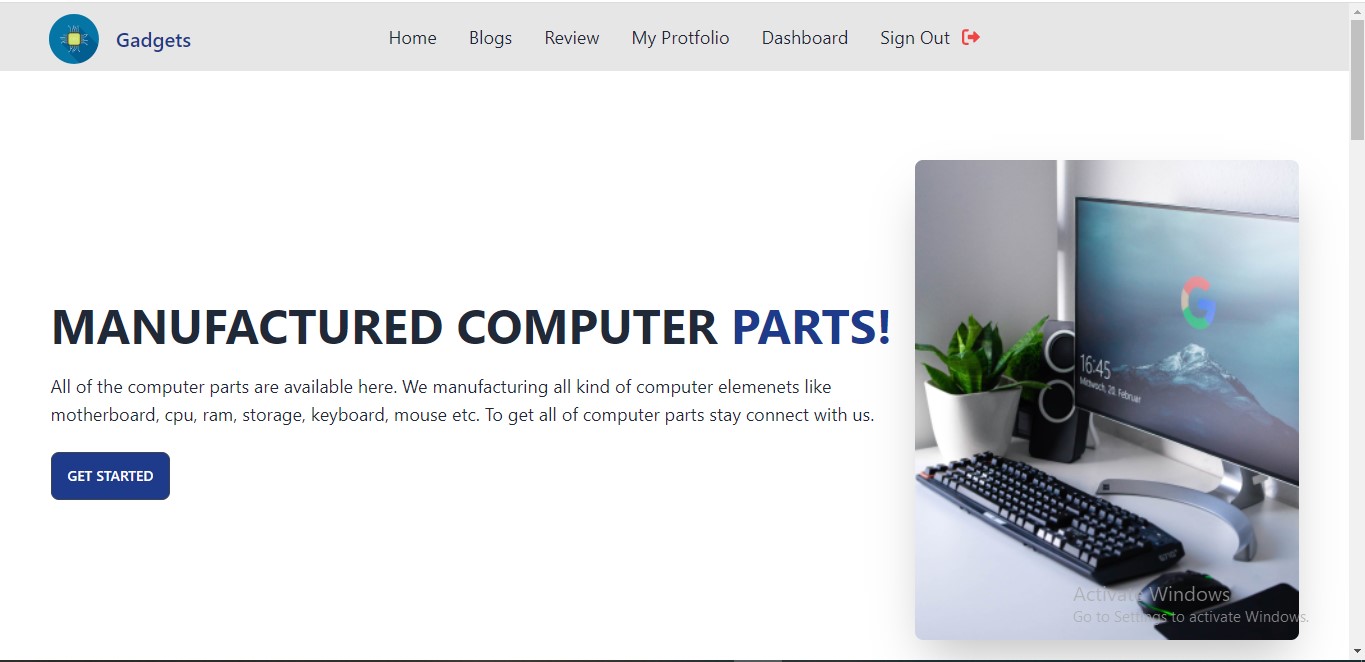 Gadgets
Home Blogs Review My Protfolio Dashboard Sign Out
MANUFACTURED COMPUTER PARTS!
All of the computer parts are available here. We manufacturing all kind of computer elemenets like
motherboard, cpu, ram, storage, keyboard, mouse etc. To get all of computer parts stay connect with us.
GET STARTED
G
16:45
Mittwoch, 20. Februar
Activate Windows
Go to Settings to activate Windows.